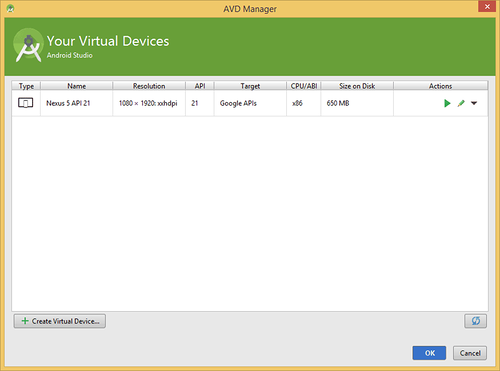 AVD Manager
Your Virtual Devices
Android Studio
Type Name Resolution API Target CPU/ABI Size on Disk Actions
Nexus 5 API 21 1080 × 1920: xxhdpi 21 Google APIs x86 650 MB
Create Virtual Device...
OK Cancel